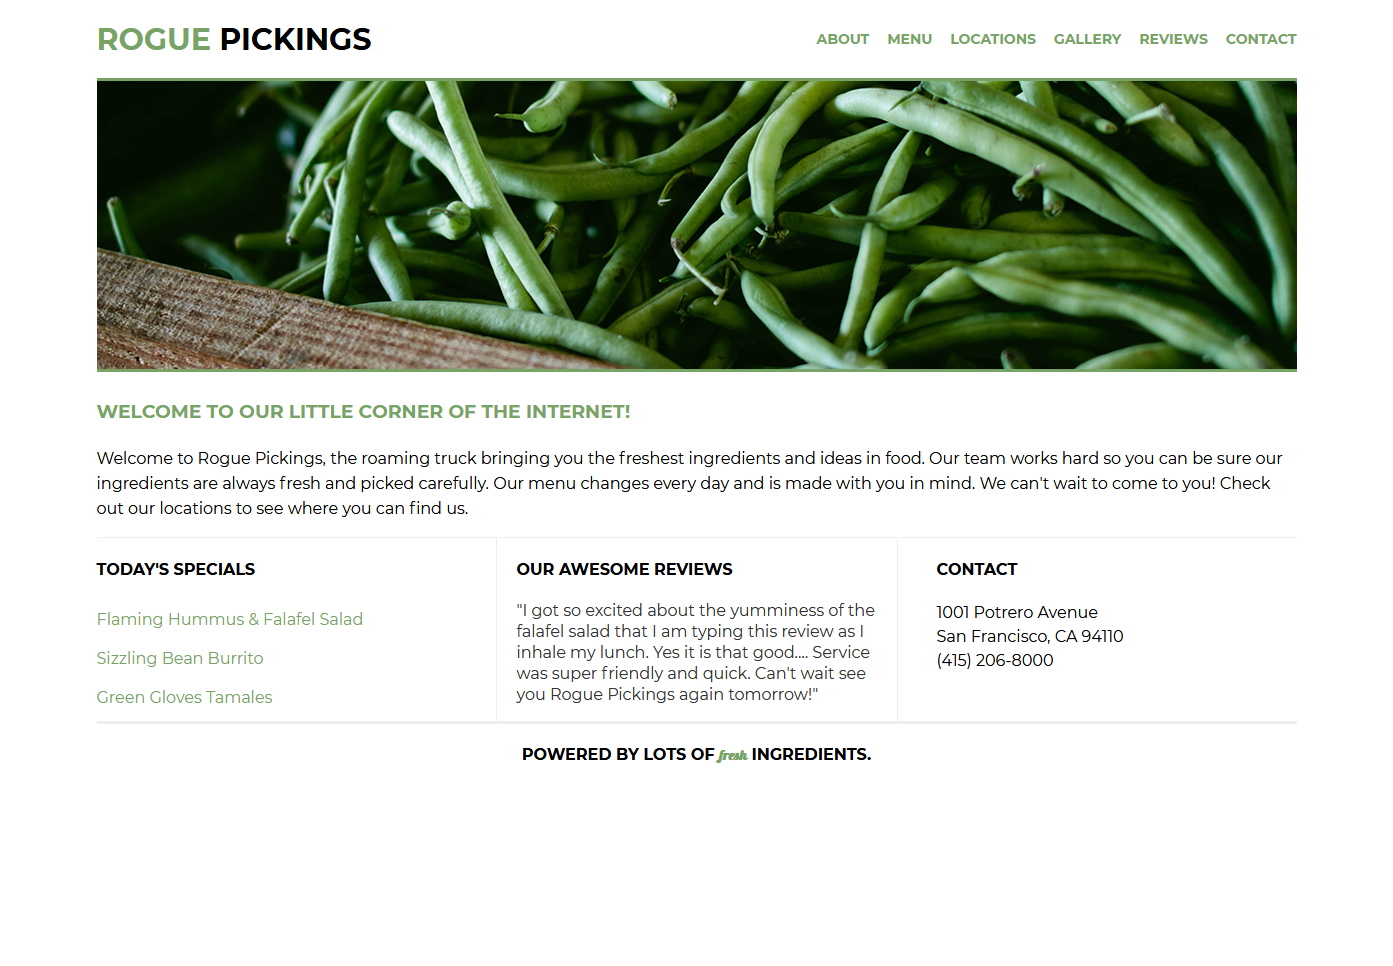 ROGUE PICKINGS
ABOUT MENU LOCATIONS GALLERY REVIEWS CONTACT
WELCOME TO OUR LITTLE CORNER OF THE INTERNET!
Welcome to Rogue Pickings, the roaming truck bringing you the freshest ingredients and ideas in food. Our team works hard so you can be sure our
ingredients are always fresh and picked carefully. Our menu changes every day and is made with you in mind. We can't wait to come to you! Check
out our locations to see where you can find us.
TODAY'S SPECIALS
Flaming Hummus & Falafel Salad
Sizzling Bean Burrito
Green Gloves Tamales
OUR AWESOME REVIEWS
"I got so excited about the yumminess of the
falafel salad that I am typing this review as I
inhale my lunch. Yes it is that good.... Service
was super friendly and quick. Can't wait see
you Rogue Pickings again tomorrow!"
CONTACT
1001 Potrero Avenue
San Francisco, CA 94110
(415) 206-8000
POWERED BY LOTS OF fresh INGREDIENTS.